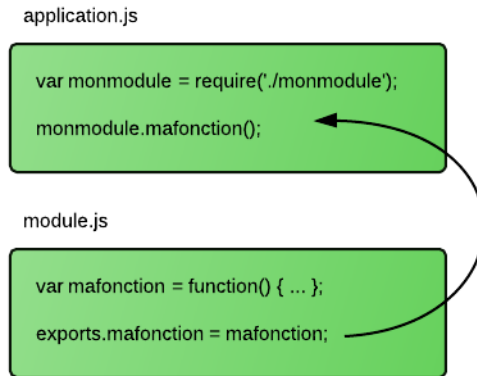 application.js
var monmodule = require('./monmodule');
monmodule.mafonction();
module.js
var mafonction = function() { ... };
exports.mafonction = mafonction;